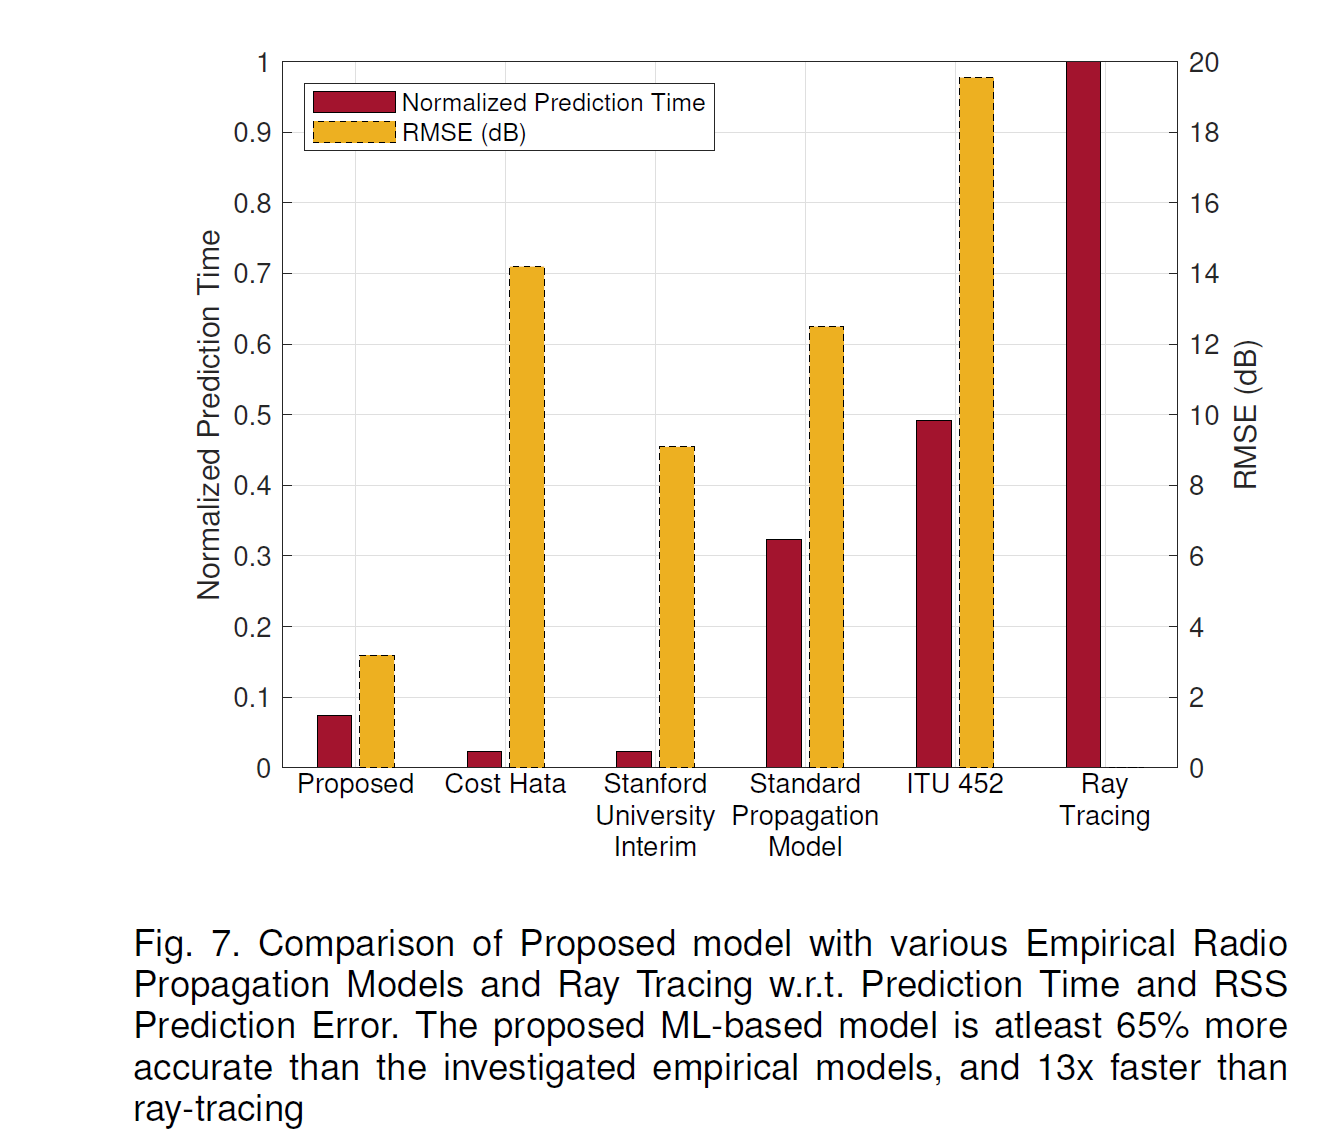 1
0.9
0.8
0.7
0.6
0.5
0.4
0.3
0.2
0.1
0
Normalized Prediction Time
Normalized Prediction Time
RMSE (dB)
20
18
16
14
12
10
8
6
4
2
0
RMSE (dB)
Proposed
Cost Hata
Stanford
University
Interim
Standard
Propagation
Model
ITU 452
Ray
Tracing
Fig. 7. Comparison of Proposed model with various Empirical Radio
Propagation Models and Ray Tracing w.r.t. Prediction Time and RSS
Prediction Error. The proposed ML-based model is atleast 65% more
accurate than the investigated empirical models, and 13x faster than
ray-tracing